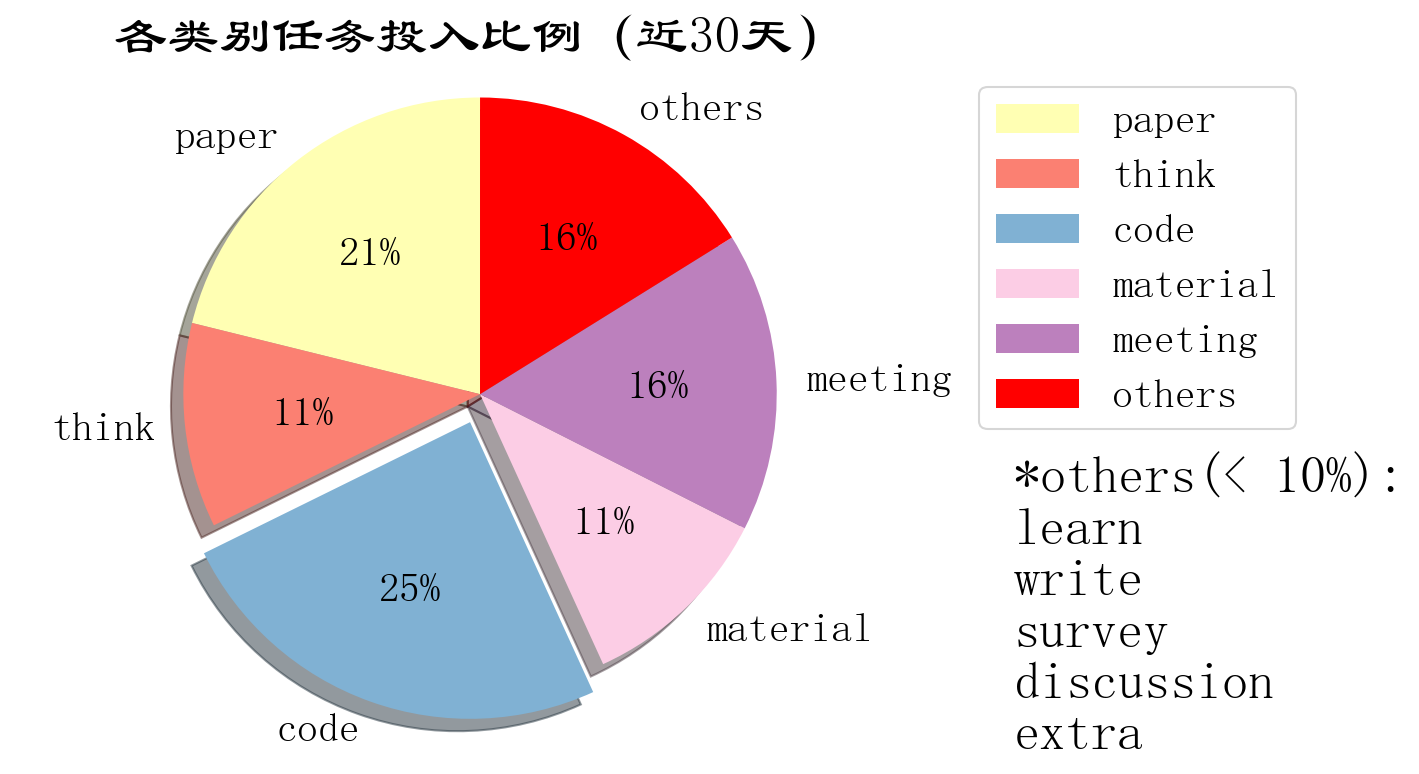 各类别任务投入比例 (近30天)
others
paper
21%
16%
think
11%
16%
meeting
11%
25%
material
code
paper
think
code
material
meeting
others
*others(< 10%):
learn
write
survey
discussion
extra